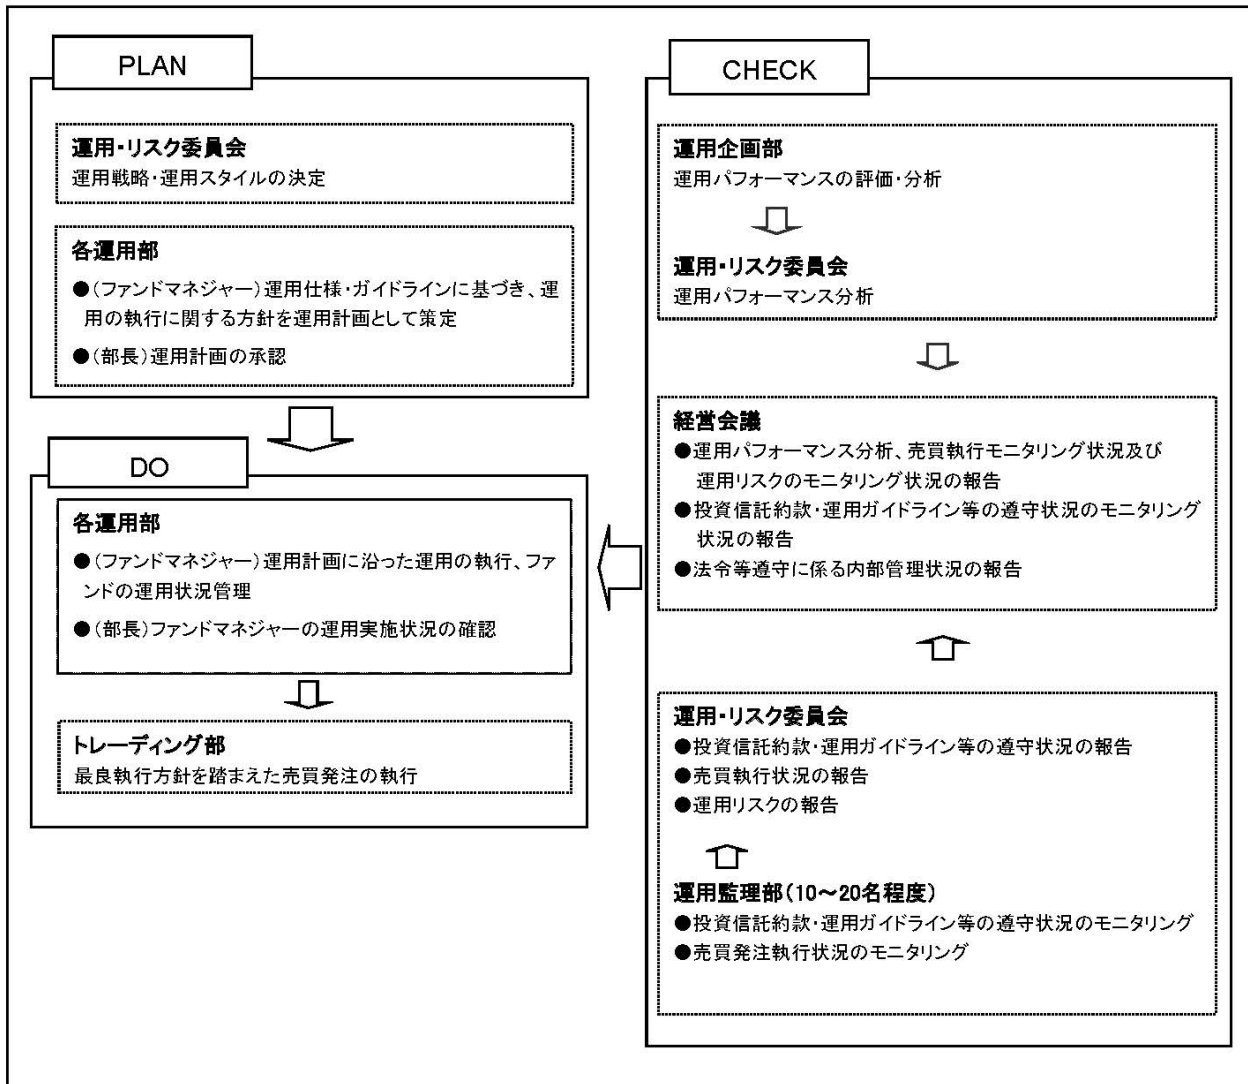 PLAN
運用・リスク委員会
運用戦略・運用スタイルの決定
各運用部
●(ファンドマネジャー)運用仕様・ガイドラインに基づき、運
用の執行に関する方針を運用計画として策定
●(部長)運用計画の承認
DO
各運用部
●(ファンドマネジャー)運用計画に沿った運用の執行、ファ
ンドの運用状況管理
●(部長)ファンドマネジャーの運用実施状況の確認
トレーディング部
最良執行方針を踏まえた売買発注の執行
CHECK
運用企画部
運用パフォーマンスの評価・分析
運用・リスク委員会
運用パフォーマンス分析
経営会議
●運用パフォーマンス分析、売買執行モニタリング状況及び
運用リスクのモニタリング状況の報告
●投資信託約款・運用ガイドライン等の遵守状況のモニタリング
状況の報告
●法令等遵守に係る内部管理状況の報告
運用・リスク委員会
●投資信託約款・運用ガイドライン等の遵守状況の報告
●売買執行状況の報告
●運用リスクの報告
運用監理部(10～20名程度)
●投資信託約款・運用ガイドライン等の遵守状況のモニタリング
●売買発注執行状況のモニタリング